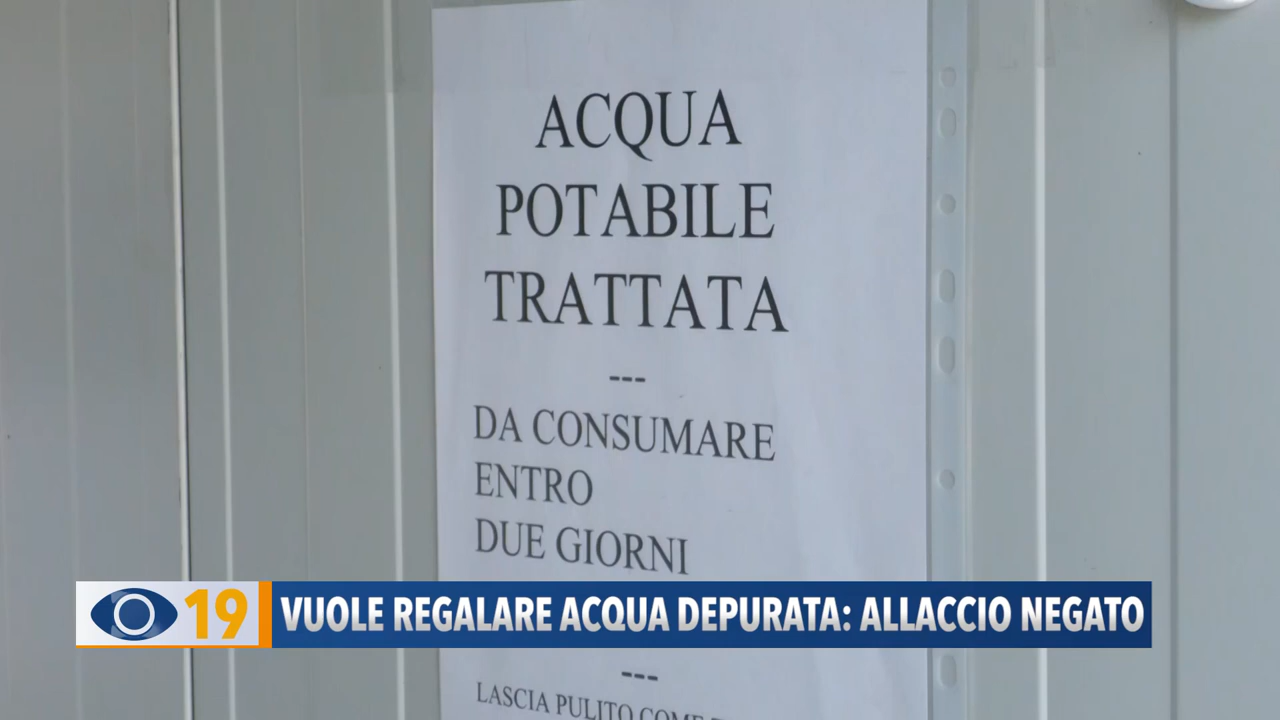 ACQUA
POTABILE
TRATTATA
---
DA CONSUMARE
ENTRO
DUE GIORNI
19 VUOLE REGALARE ACQUA DEPURATA: ALLACCIO NEGATO
---
LASCIA PULITO COME